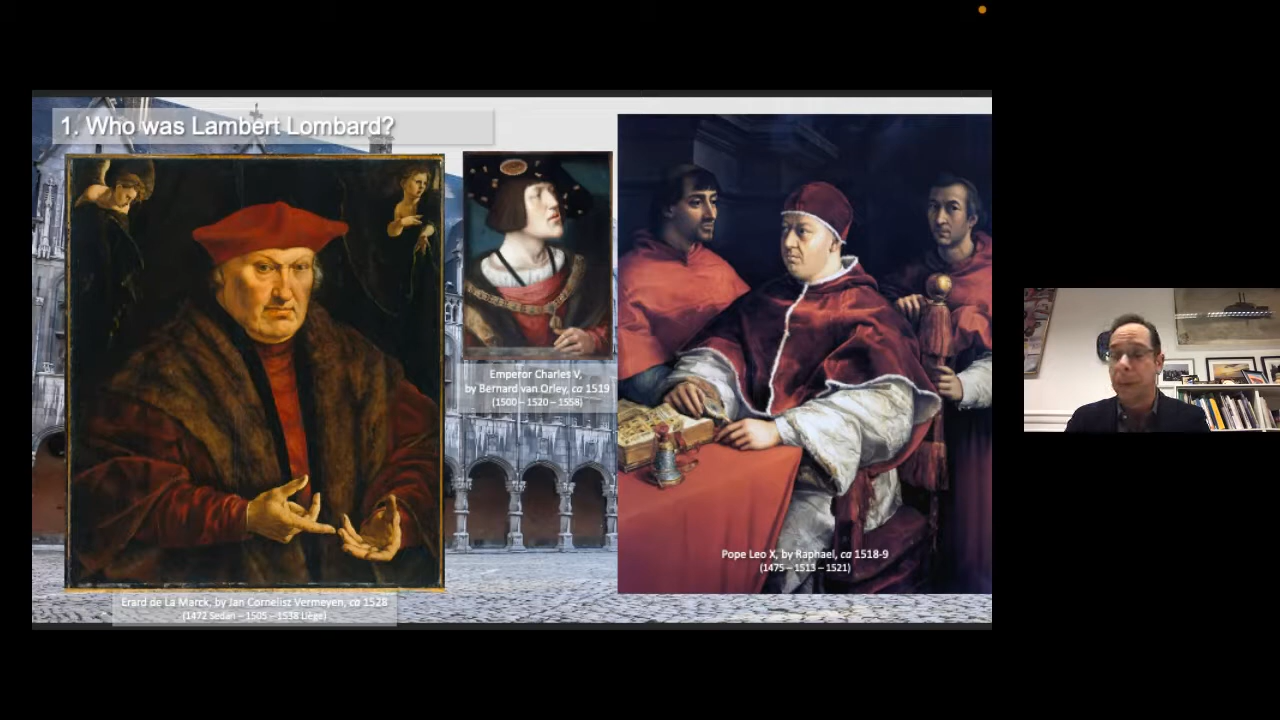 1. Who was Lambert Lombard?
Emperor Charles V,
by Bernard van Orley, ca 1519
(1500 – 1520 – 1558)
Pope Leo X, by Raphael, ca 1518-9
(1475 – 1513 – 1521)
Erard de La Marck, by Jan Cornelisz Vermeyen, ca 1528
(1472 Sedan – 1505 – 1538 Liège)